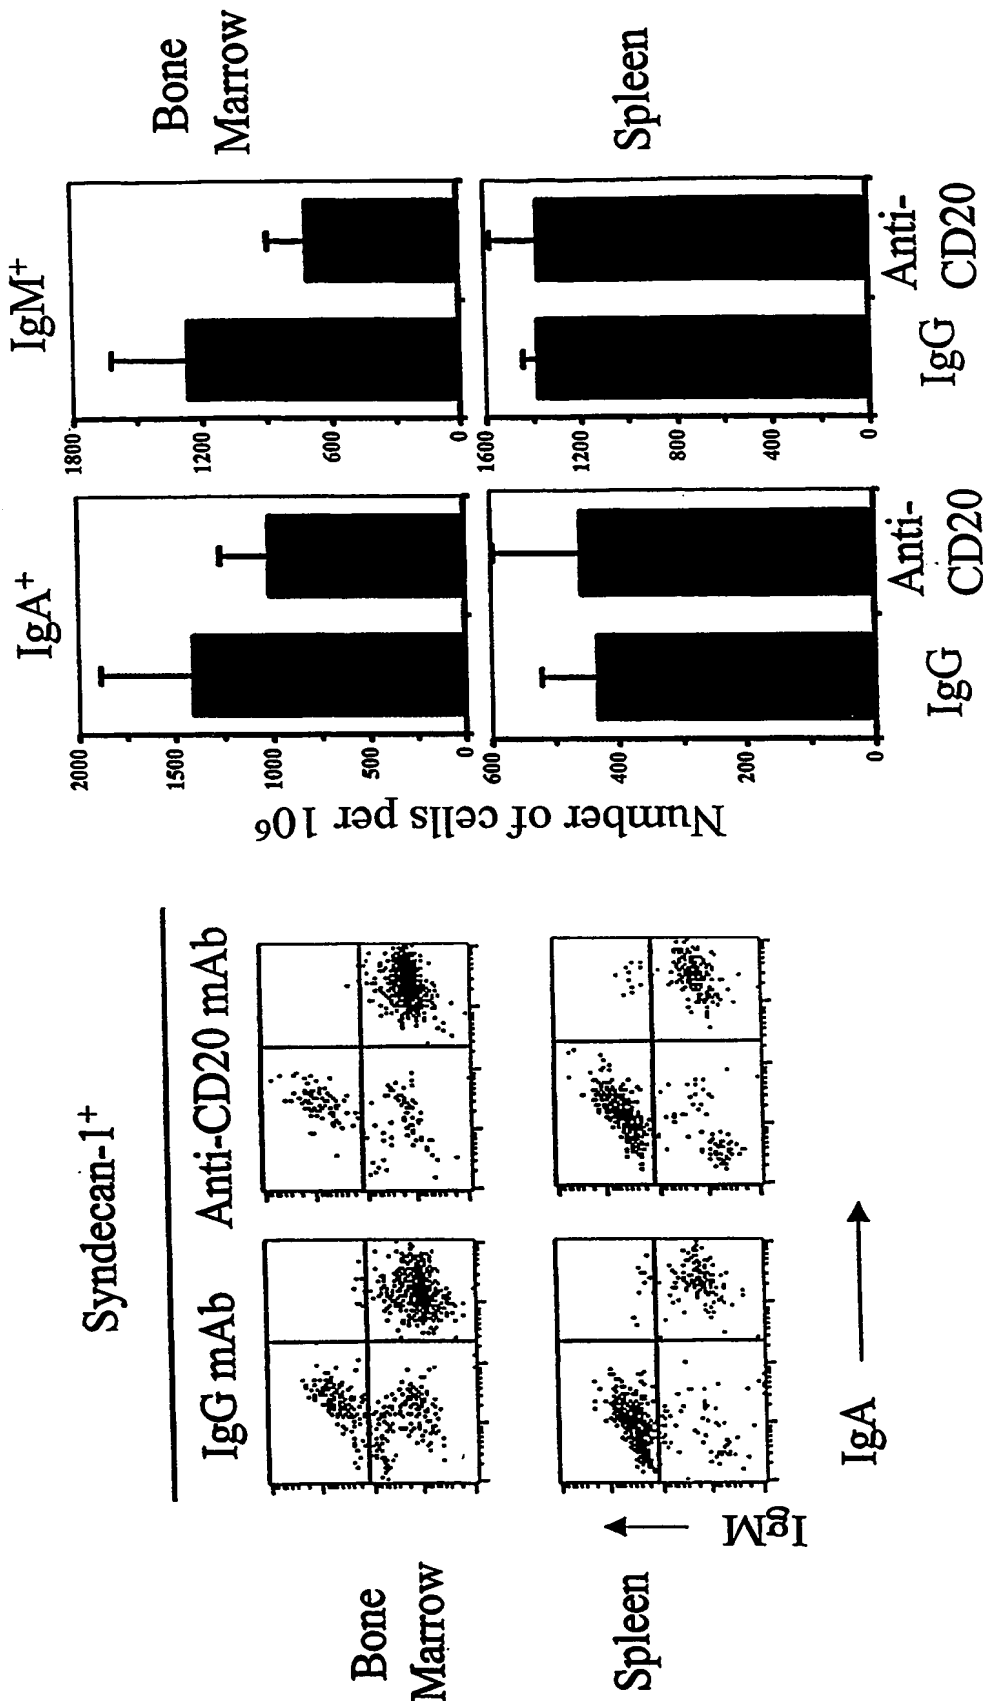 Syndecan-1+
IgG mAb Anti-CD20 mAb
Bone
Marrow
Spleen
IgM
IgA
IgA+ IgM+
Number of cells per 10⁶
2000
1500
1000
500
0
1800
1200
600
0
Bone
Marrow
600
400
200
0
1600
1200
800
400
0
Spleen
IgG Anti-
CD20
IgG Anti-
CD20